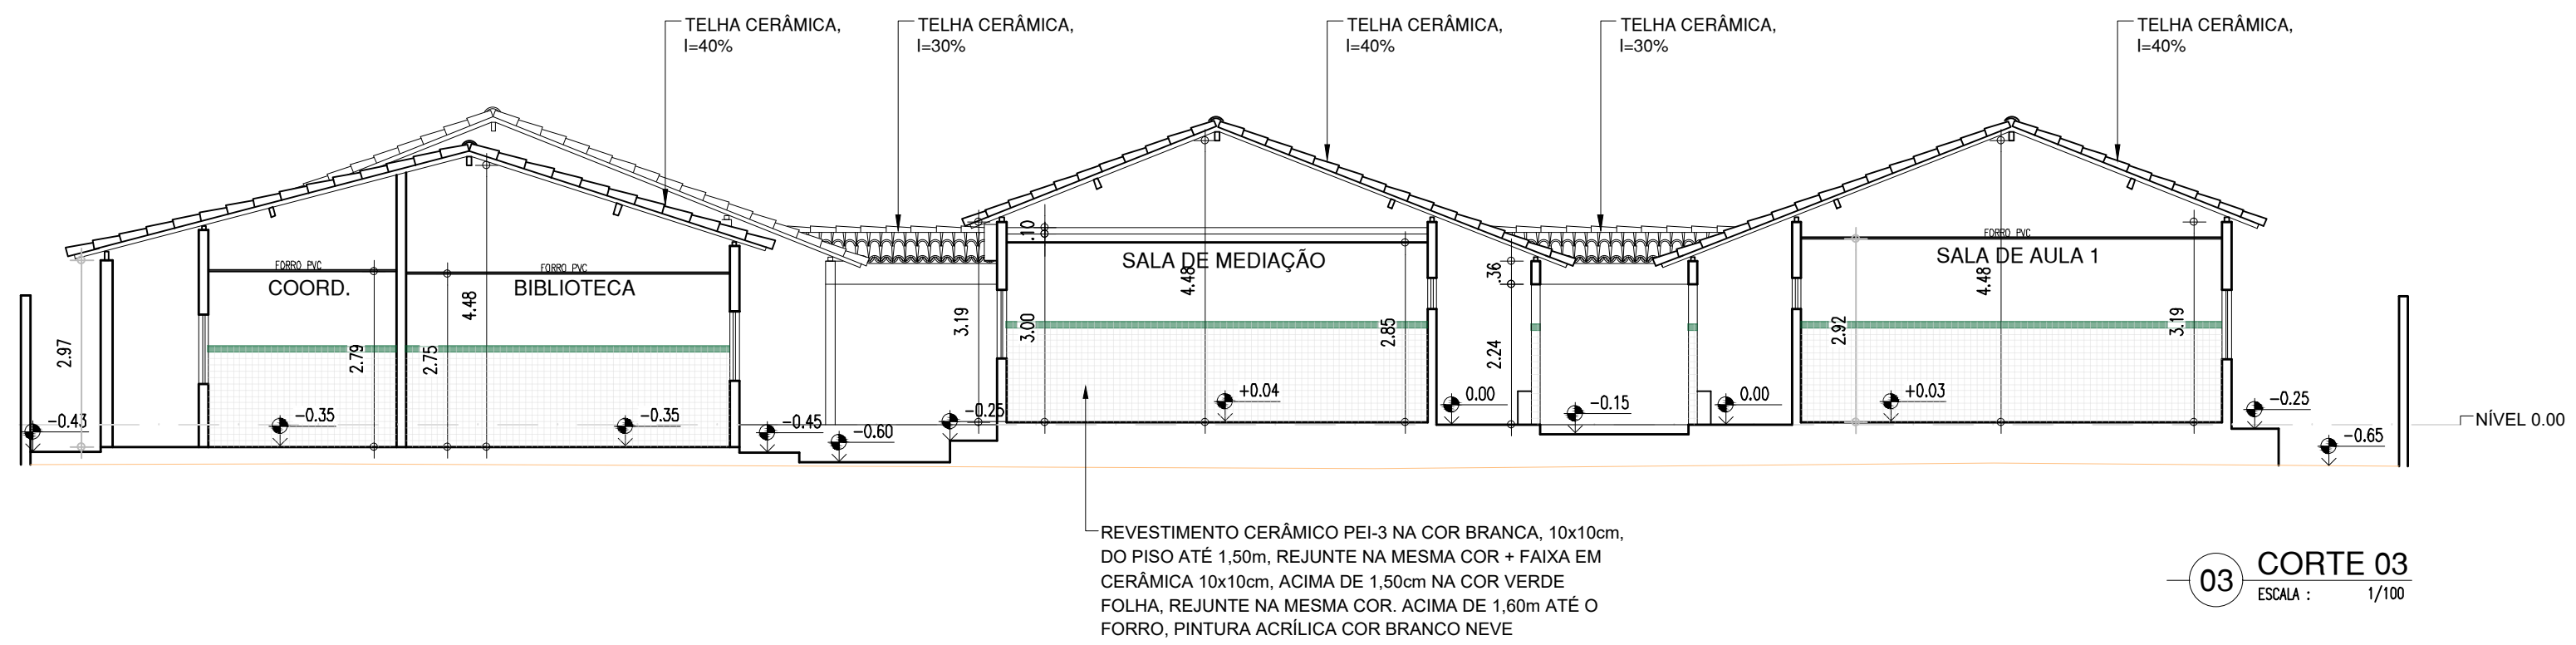 TELHA CERÂMICA,
I=40%
TELHA CERÂMICA,
I=30%
TELHA CERÂMICA,
I=40%
TELHA CERÂMICA,
I=30%
TELHA CERÂMICA,
I=40%
FORRO PVC
COORD.
FORRO PVC
BIBLIOTECA
SALA DE MEDIAÇÃO
FORRO PVC
SALA DE AULA 1
2.97
2.79
2.75
4.48
3.19
3.00
.10
4.48
2.85
.36
2.24
2.92
4.48
3.19
-0.43
-0.35
-0.35
-0.45
-0.60
-0.25
+0.04
0.00
-0.15
0.00
+0.03
-0.25
-0.65
NÍVEL 0.00
REVESTIMENTO CERÂMICO PEI-3 NA COR BRANCA, 10x10cm,
DO PISO ATÉ 1,50m, REJUNTE NA MESMA COR + FAIXA EM
CERÂMICA 10x10cm, ACIMA DE 1,50cm NA COR VERDE
FOLHA, REJUNTE NA MESMA COR. ACIMA DE 1,60m ATÉ O
FORRO, PINTURA ACRÍLICA COR BRANCO NEVE
03
CORTE 03
ESCALA : 1/100